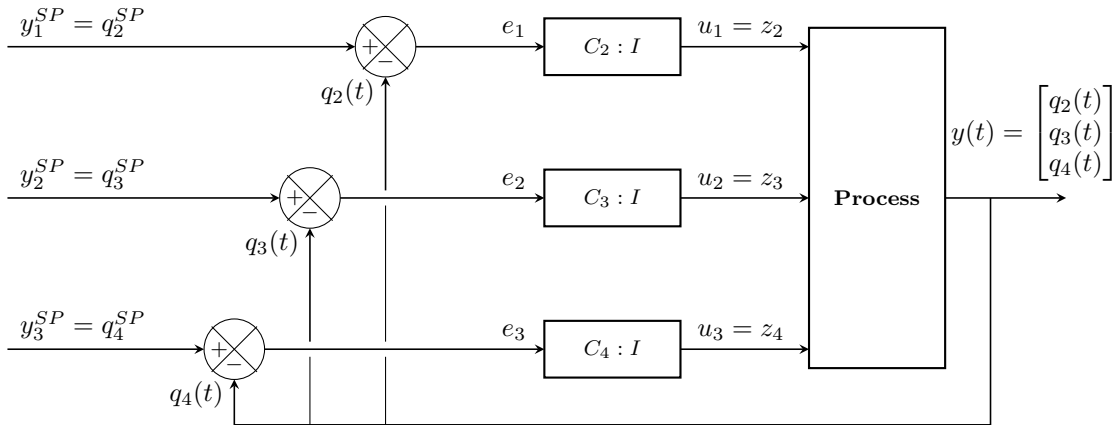 y_1^{SP} = q_2^{SP}
e_1
C_2 : I
u_1 = z_2
+
−
q_2(t)
y(t) = [q_2(t) q_3(t) q_4(t)]
y_2^{SP} = q_3^{SP}
e_2
C_3 : I
u_2 = z_3
Process
+
−
q_3(t)
y_3^{SP} = q_4^{SP}
e_3
C_4 : I
u_3 = z_4
+
−
q_4(t)